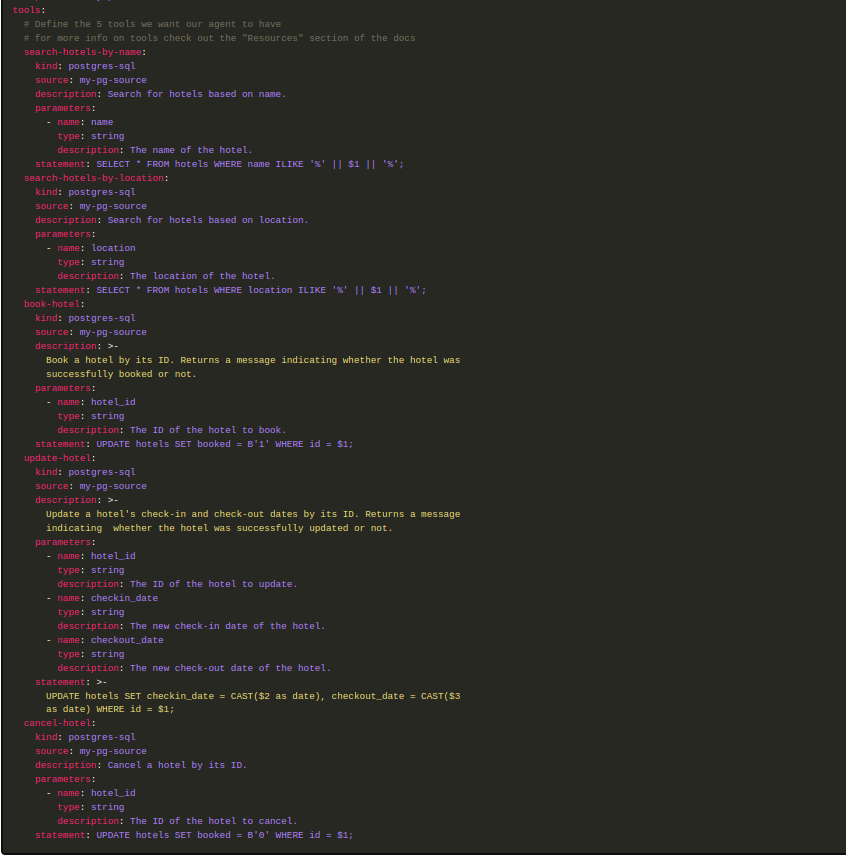 tools:
  # Define the 5 tools we want our agent to have
  # for more info on tools check out the "Resources" section of the docs
  search-hotels-by-name:
    kind: postgres-sql
    source: my-pg-source
    description: Search for hotels based on name.
    parameters:
      - name: name
        type: string
        description: The name of the hotel.
    statement: SELECT * FROM hotels WHERE name ILIKE '%' || $1 || '%';
  search-hotels-by-location:
    kind: postgres-sql
    source: my-pg-source
    description: Search for hotels based on location.
    parameters:
      - name: location
        type: string
        description: The location of the hotel.
    statement: SELECT * FROM hotels WHERE location ILIKE '%' || $1 || '%';
  book-hotel:
    kind: postgres-sql
    source: my-pg-source
    description: >-
      Book a hotel by its ID. Returns a message indicating whether the hotel was
      successfully booked or not.
    parameters:
      - name: hotel_id
        type: string
        description: The ID of the hotel to book.
    statement: UPDATE hotels SET booked = B'1' WHERE id = $1;
  update-hotel:
    kind: postgres-sql
    source: my-pg-source
    description: >-
      Update a hotel's check-in and check-out dates by its ID. Returns a message
      indicating  whether the hotel was successfully updated or not.
    parameters:
      - name: hotel_id
        type: string
        description: The ID of the hotel to update.
      - name: checkin_date
        type: string
        description: The new check-in date of the hotel.
      - name: checkout_date
        type: string
        description: The new check-out date of the hotel.
    statement: >-
      UPDATE hotels SET checkin_date = CAST($2 as date), checkout_date = CAST($3
      as date) WHERE id = $1;
  cancel-hotel:
    kind: postgres-sql
    source: my-pg-source
    description: Cancel a hotel by its ID.
    parameters:
      - name: hotel_id
        type: string
        description: The ID of the hotel to cancel.
    statement: UPDATE hotels SET booked = B'0' WHERE id = $1;